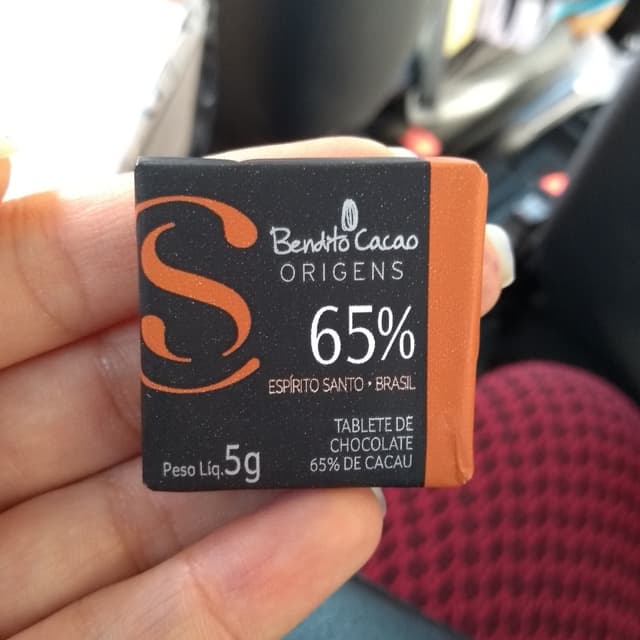 S
Bendito Cacao
ORIGENS
65%
ESPÍRITO SANTO • BRASIL
TABLETE DE
CHOCOLATE
65% DE CACAU
Peso Líq. 5g